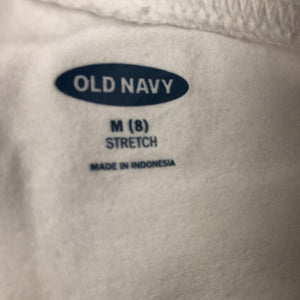 OLD NAVY
M (8)
STRETCH
MADE IN INDONESIA